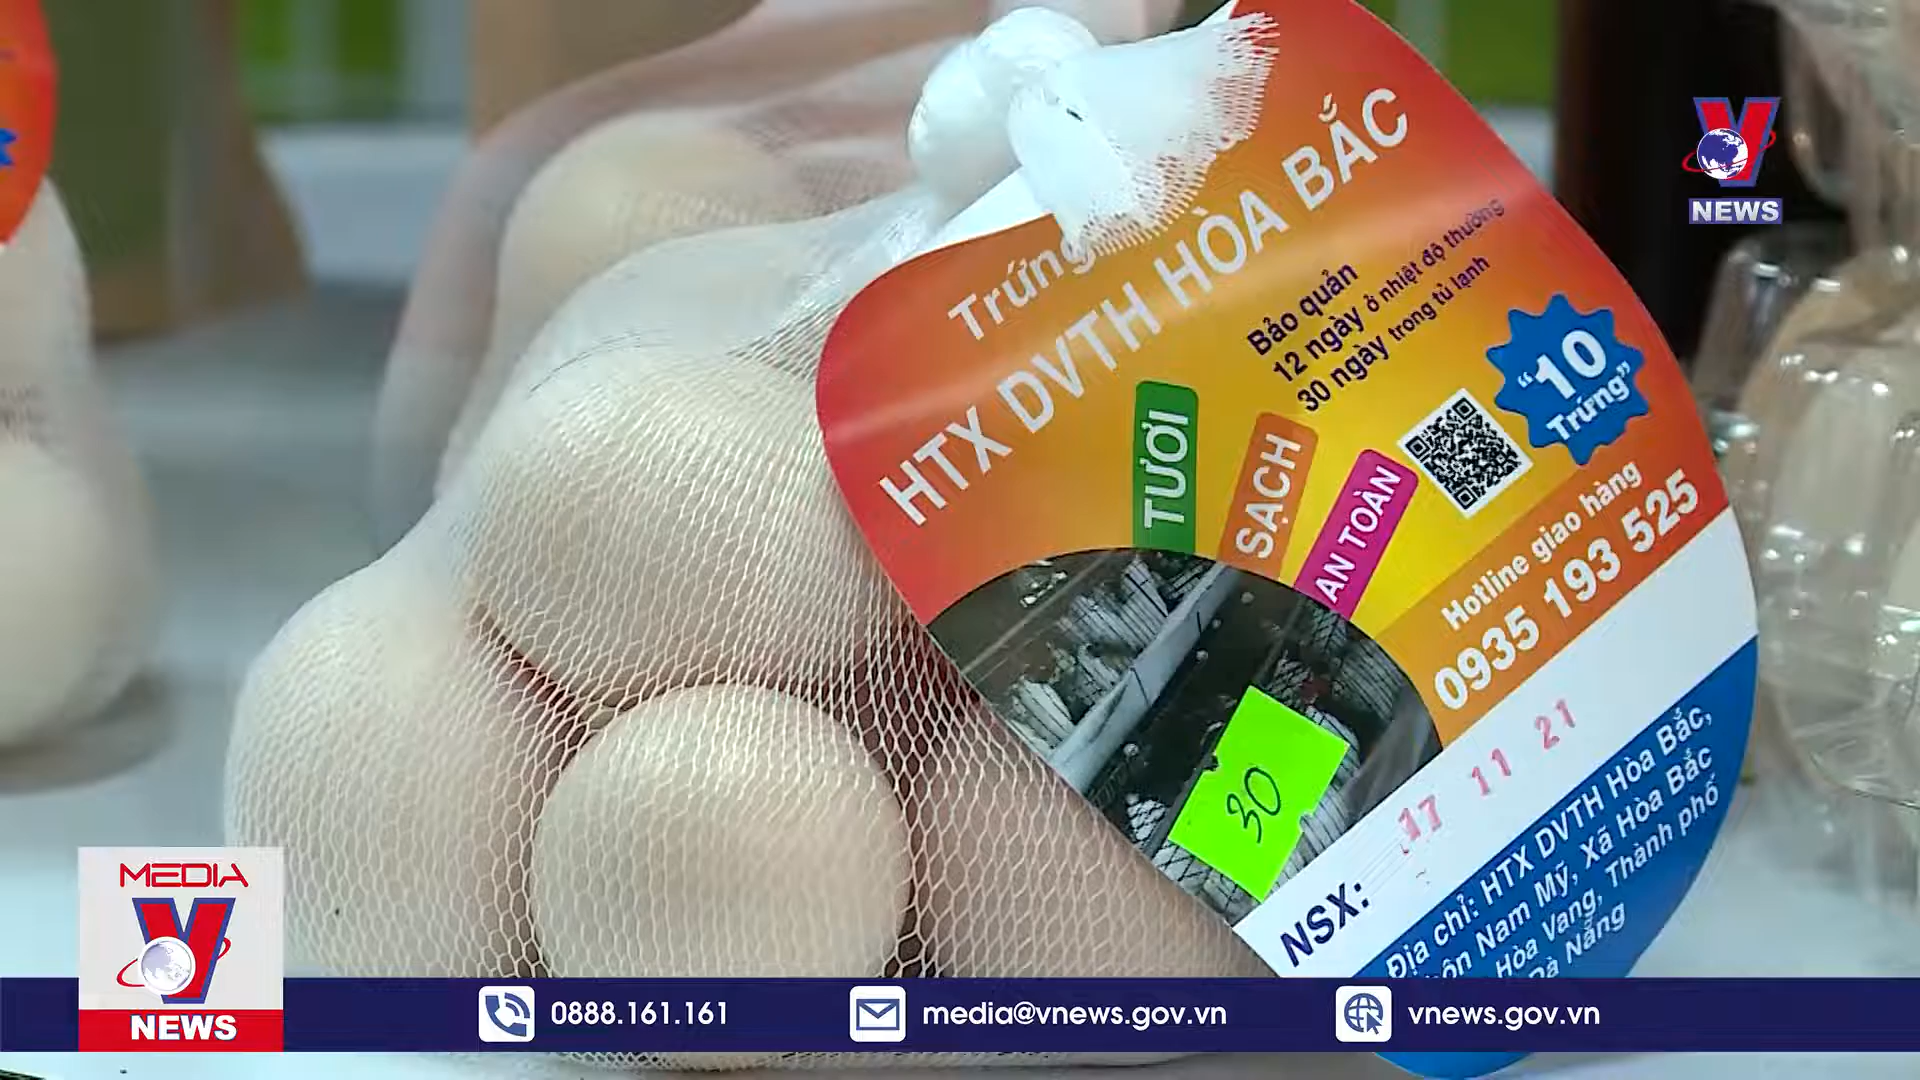 Trứng
HTX DVTH HÒA BẮC
Bảo quản
12 ngày ở nhiệt độ thường
30 ngày trong tủ lạnh
TƯƠI
SẠCH
AN TOÀN
"10
Trứng"
Hotline giao hàng
0935 193 525
30
NSX: 17 11 21
Địa chỉ: HTX DVTH Hòa Bắc,
Nam Mỹ, Xã Hòa Bắc
Hòa Vang, Thành phố
Đà Nẵng
V
NEWS
MEDIA
V
NEWS
0888.161.161
media@vnews.gov.vn
vnews.gov.vn